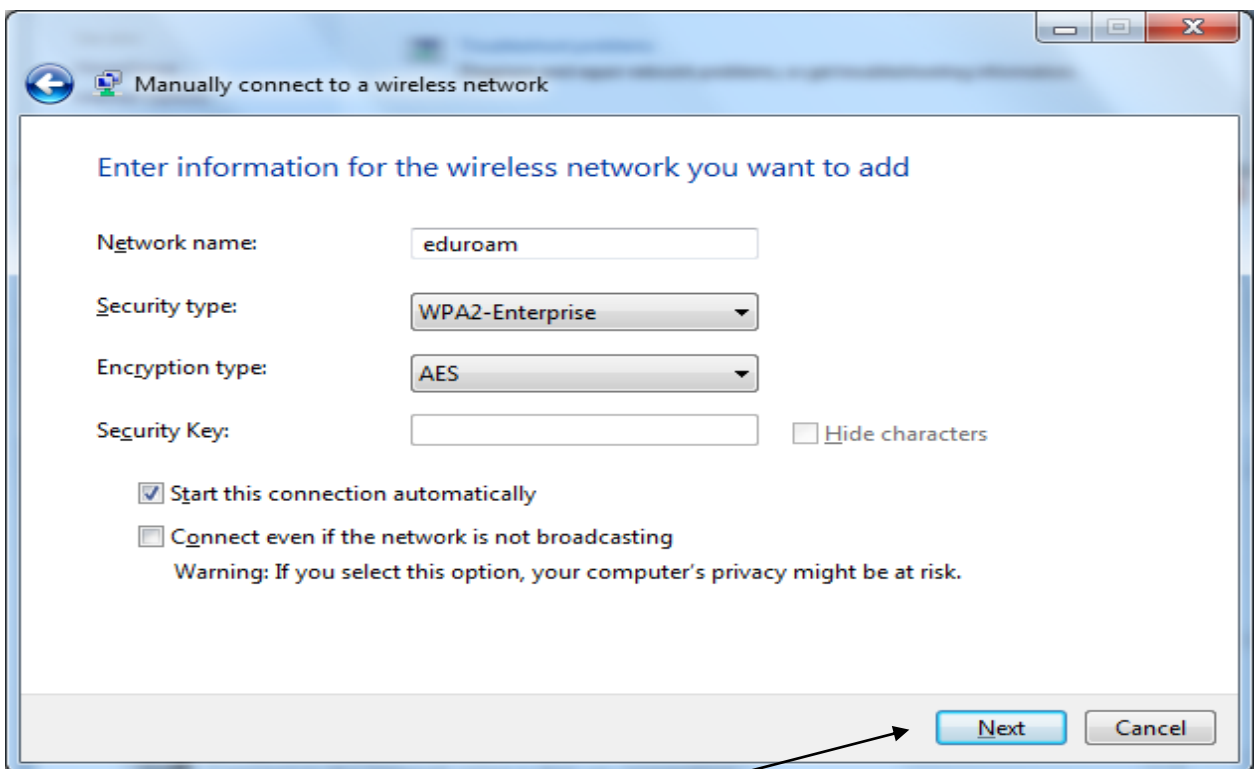 Manually connect to a wireless network
Enter information for the wireless network you want to add
Network name: eduroam
Security type: WPA2-Enterprise
Encryption type: AES
Security Key: Hide characters
Start this connection automatically
Connect even if the network is not broadcasting
Warning: If you select this option, your computer's privacy might be at risk.
Next Cancel